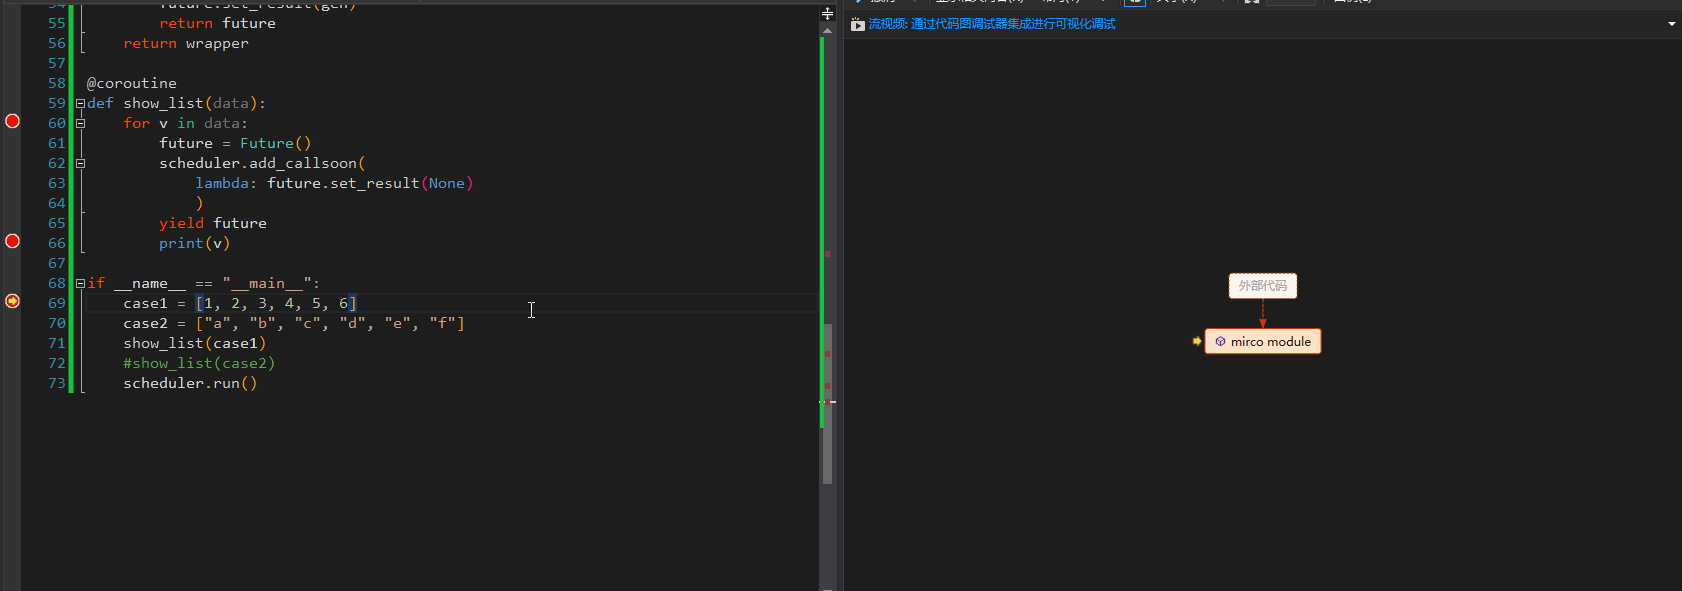 54 future.set_result(gen)
55 return future
56 return wrapper
57
58 @coroutine
59 def show_list(data):
60 for v in data:
61 future = Future()
62 scheduler.add_callsoon(
63 lambda: future.set_result(None)
64 )
65 yield future
66 print(v)
67
68 if __name__ == "__main__":
69 case1 = [1, 2, 3, 4, 5, 6]
70 case2 = ["a", "b", "c", "d", "e", "f"]
71 show_list(case1)
72 #show_list(case2)
73 scheduler.run()
流视频: 通过代码图调试器集成进行可视化调试
外部代码
mirco module